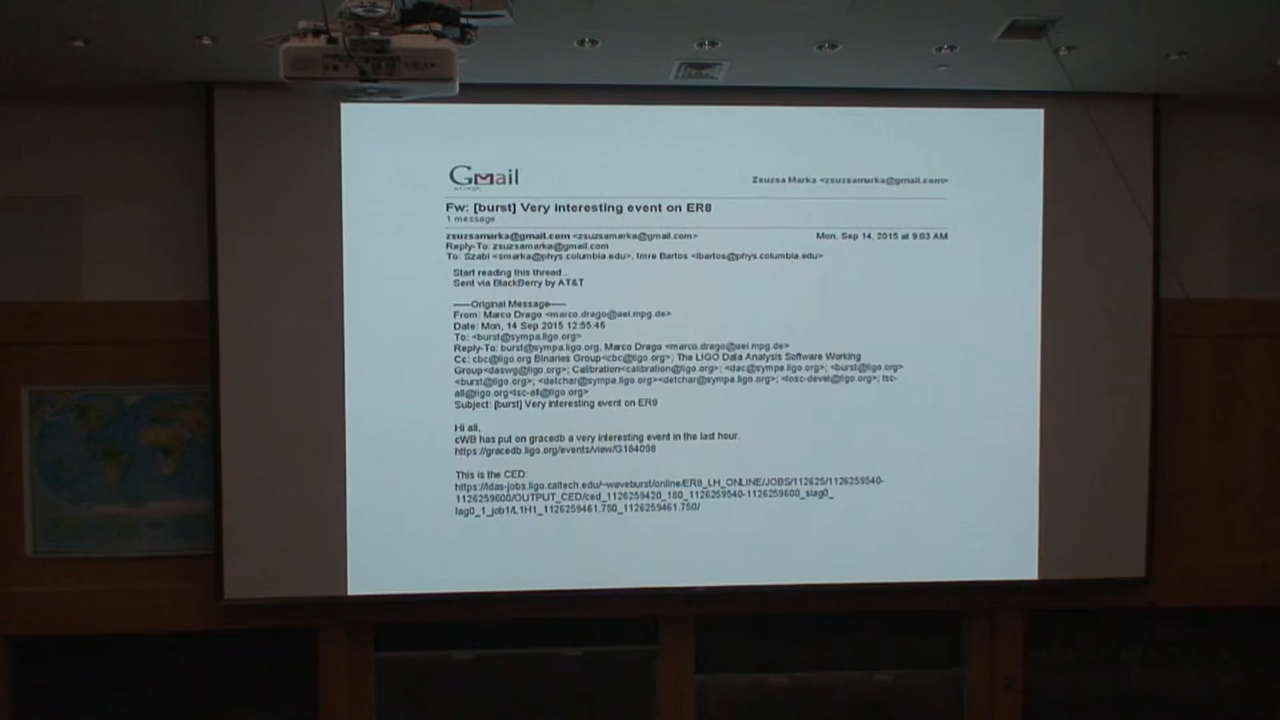 Gmail
Zsuzsa Marka <zsuzsamarka@gmail.com>
Fw: [burst] Very interesting event on ER8
1 message
zsuzsamarka@gmail.com <zsuzsamarka@gmail.com>
Mon, Sep 14, 2015 at 9:03 AM
Reply-To: zsuzsamarka@gmail.com
To: Szabi <smarka@phys.columbia.edu>, Imre Bartos <ibartos@phys.columbia.edu>
Start reading this thread..
Sent via BlackBerry by AT&T
-----Original Message-----
From: Marco Drago <marco.drago@aei.mpg.de>
Date: Mon, 14 Sep 2015 12:55:46
To: <burst@sympa.ligo.org>
Reply-To: burst@sympa.ligo.org, Marco Drago <marco.drago@aei.mpg.de>
Cc: cbc@ligo.org Binaries Group<cbc@ligo.org>; The LIGO Data Analysis Software Working
Group<daswg@ligo.org>; Calibration<calibration@ligo.org>; <dac@sympa.ligo.org>; <burst@ligo.org>
<burst@ligo.org>; <detchar@sympa.ligo.org><detchar@sympa.ligo.org>; <losc-devel@ligo.org>; lsc-
all@ligo.org<lsc-all@ligo.org>
Subject: [burst] Very interesting event on ER8
Hi all,
cWB has put on gracedb a very interesting event in the last hour.
https://gracedb.ligo.org/events/view/G184098
This is the CED:
https://ldas-jobs.ligo.caltech.edu/~waveburst/online/ER8_LH_ONLINE/JOBS/112625/1126259540-
1126259600/OUTPUT_CED/ced_1126259420_180_1126259540-1126259600_slag0_
lag0_1_job1/L1H1_1126259461.750_1126259461.750/